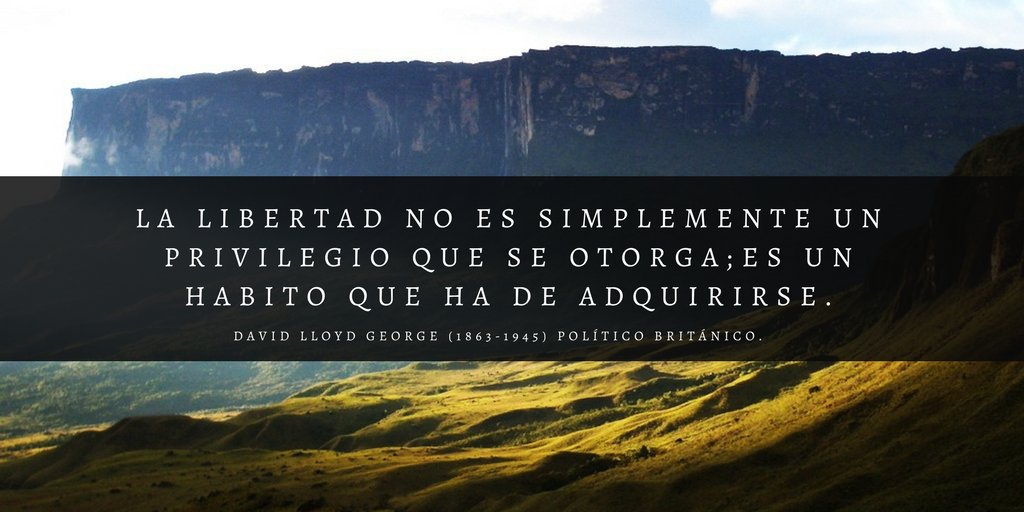 LA LIBERTAD NO ES SIMPLEMENTE UN
PRIVILEGIO QUE SE OTORGA;ES UN
HABITO QUE HA DE ADQUIRIRSE.
DAVID LLOYD GEORGE (1863-1945) POLÍTICO BRITÁNICO.